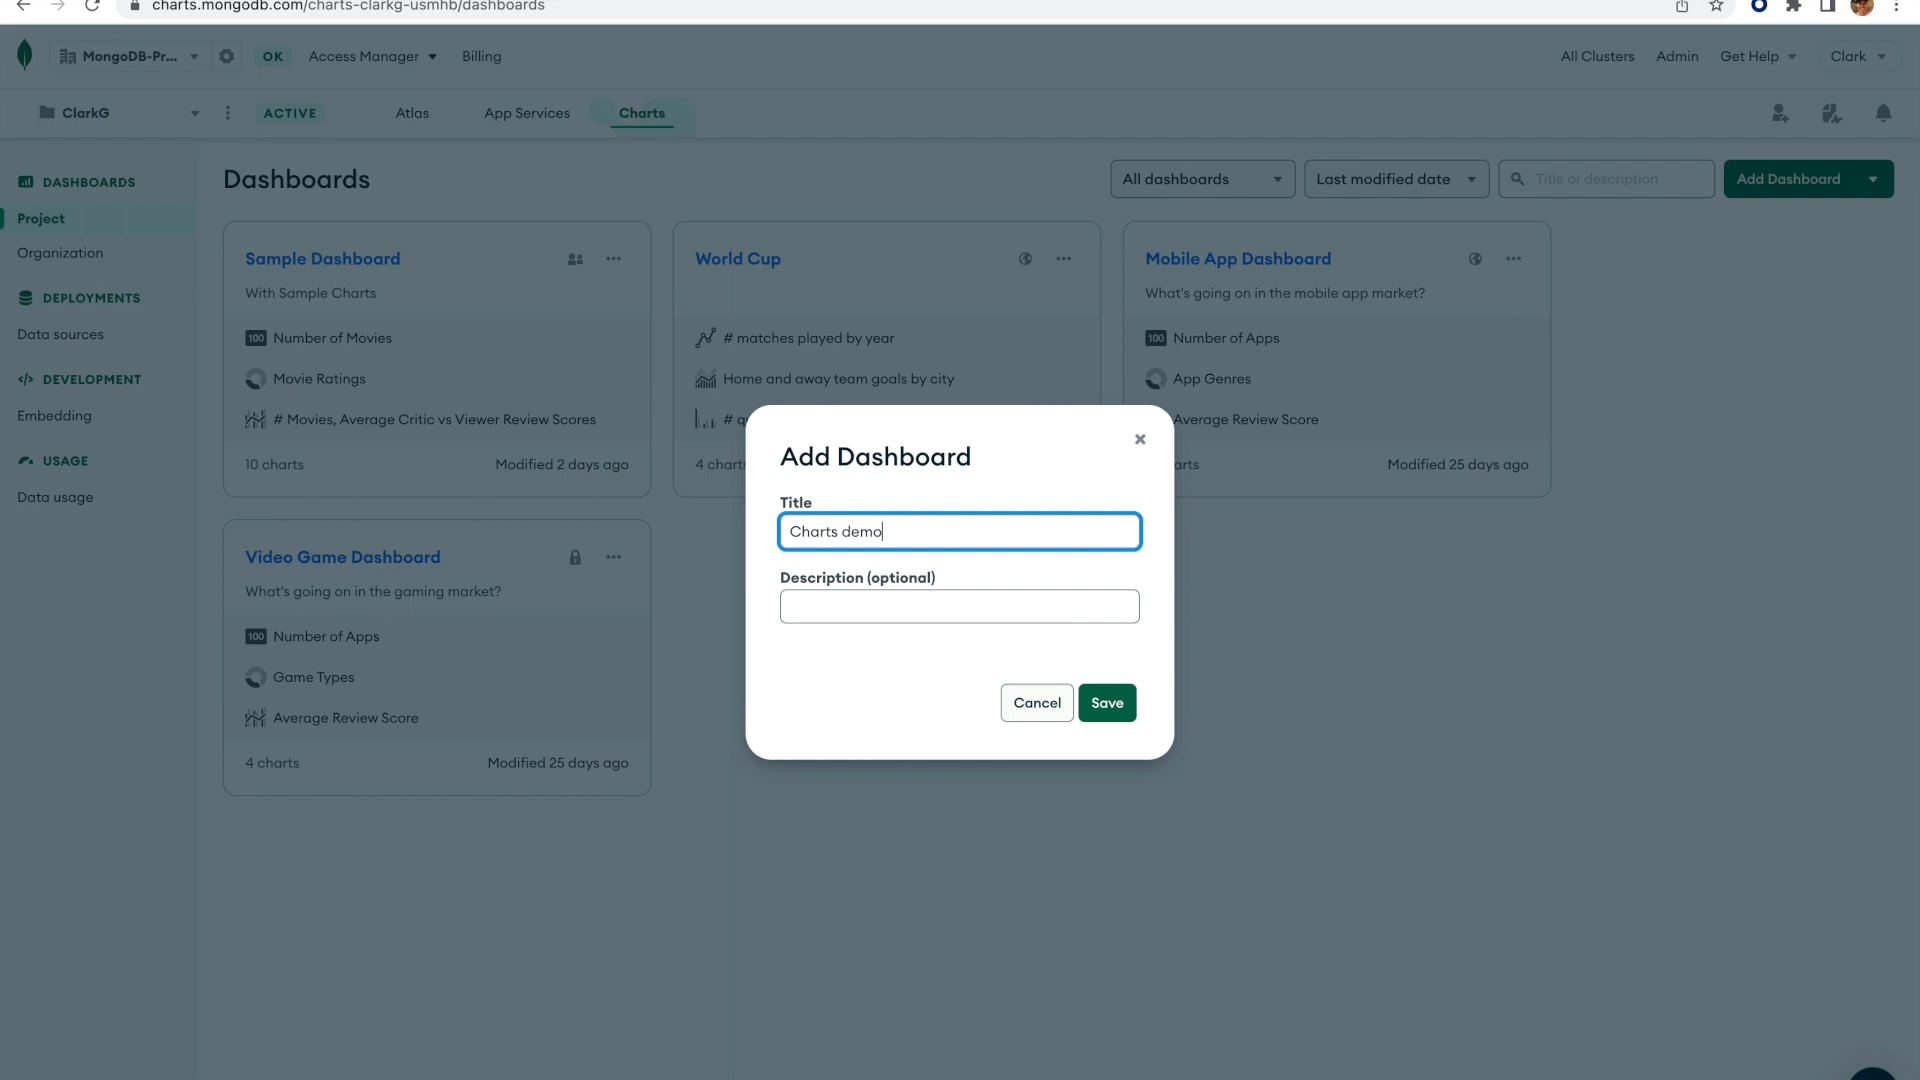 charts.mongodb.com/charts-clarkg-usmhb/dashboards
MongoDB-Pr... OK Access Manager Billing All Clusters Admin Get Help Clark
ClarkG ACTIVE Atlas App Services Charts
DASHBOARDS
Project
Organization
DEPLOYMENTS
Data sources
DEVELOPMENT
Embedding
USAGE
Data usage
Dashboards All dashboards Last modified date Title or description Add Dashboard
Sample Dashboard
With Sample Charts
100 Number of Movies
Movie Ratings
# Movies, Average Critic vs Viewer Review Scores
10 charts Modified 2 days ago
World Cup
# matches played by year
Home and away team goals by city
4 charts
Mobile App Dashboard
What's going on in the mobile app market?
100 Number of Apps
App Genres
Average Review Score
Modified 25 days ago
Video Game Dashboard
What's going on in the gaming market?
100 Number of Apps
Game Types
Average Review Score
4 charts Modified 25 days ago
Add Dashboard
Title
Charts demo
Description (optional)
Cancel Save